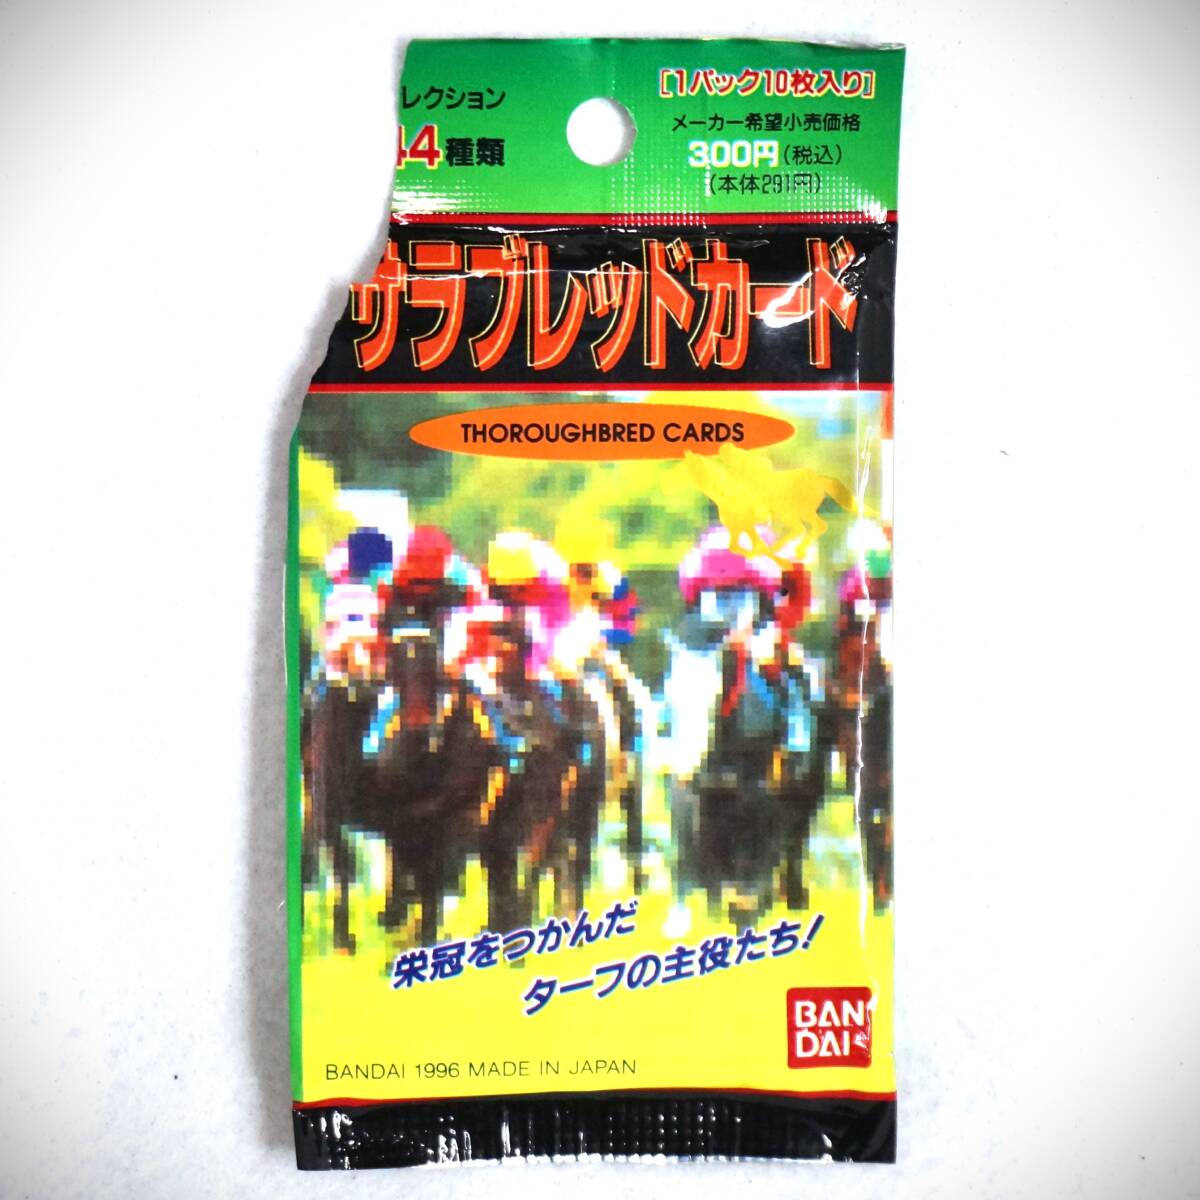 レクション
44種類
[1パック10枚入り]
メーカー希望小売価格
300円(税込)
(本体291円)
サラブレッドカード
THOROUGHBRED CARDS
栄冠をつかんだ
ターフの主役たち!
BAN
DAI
BANDAI 1996 MADE IN JAPAN